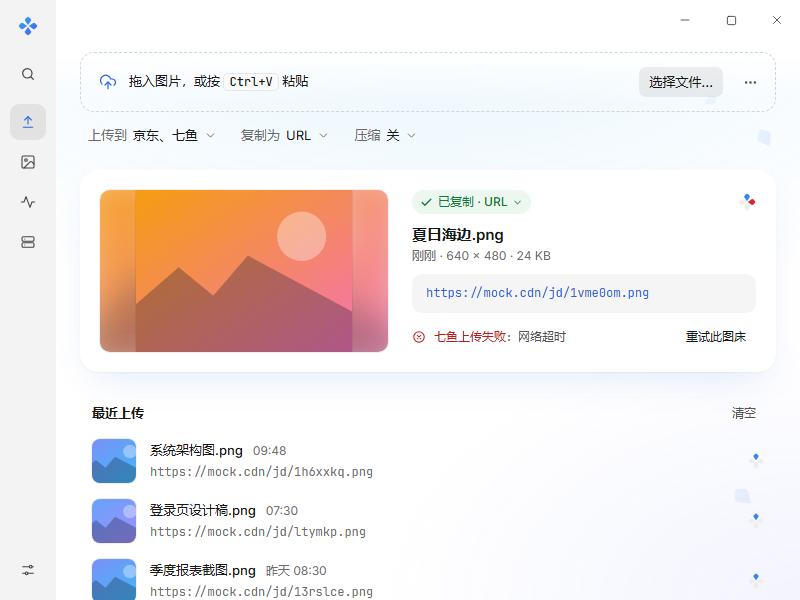 拖入图片，或按 Ctrl+V 粘贴
选择文件...
上传到 京东、七鱼 复制为 URL 压缩 关
已复制 · URL
夏日海边.png
刚刚 · 640 × 480 · 24 KB
https://mock.cdn/jd/1vme0om.png
七鱼上传失败：网络超时 重试此图床
最近上传 清空
系统架构图.png 09:48
https://mock.cdn/jd/1h6xxkq.png
登录页设计稿.png 07:30
https://mock.cdn/jd/ltymkp.png
季度报表截图.png 昨天 08:30
https://mock.cdn/jd/13rslce.png